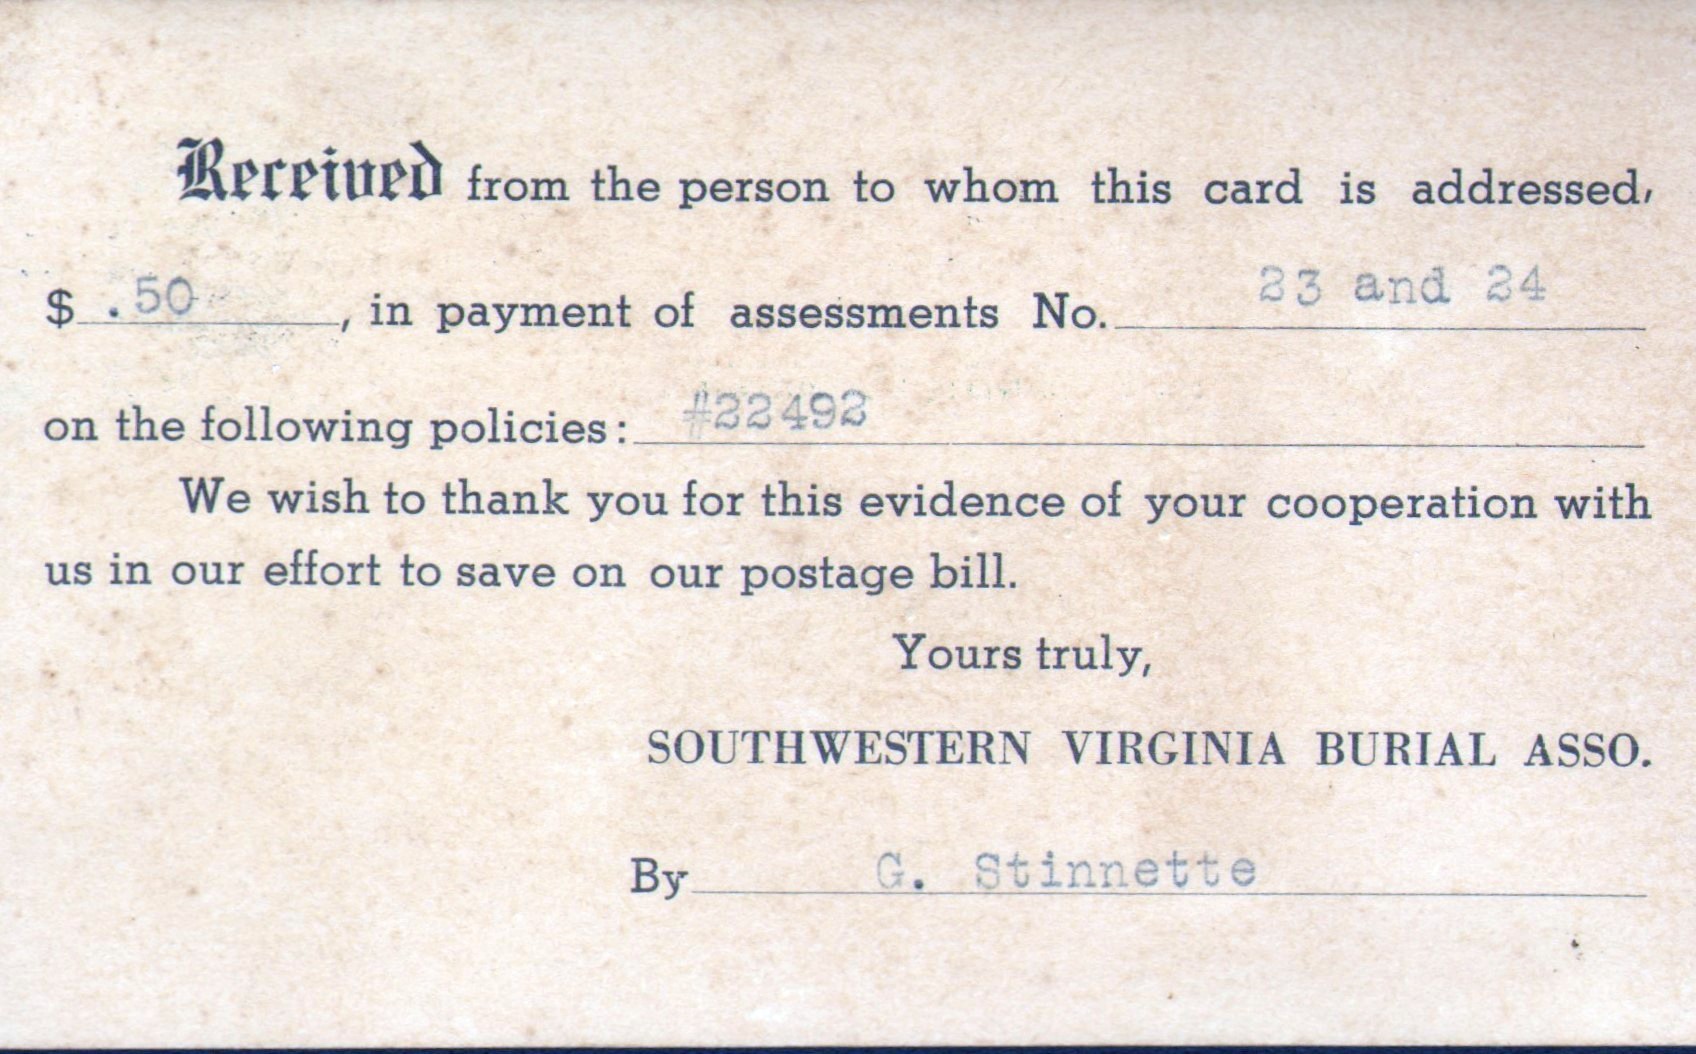 Received from the person to whom this card is addressed,
$ .50, in payment of assessments No. 23 and 24
on the following policies: #22492
We wish to thank you for this evidence of your cooperation with
us in our effort to save on our postage bill.
Yours truly,
SOUTHWESTERN VIRGINIA BURIAL ASSO.
By G. Stinnette